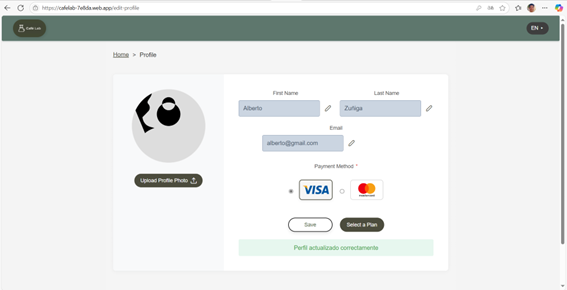 https://cafelab-7e8da.web.app/edit-profile
Café Lab
EN
Home > Profile
First Name
Last Name
Alberto
Zuñiga
Email
alberto@gmail.com
Upload Profile Photo
Payment Method *
VISA
mastercard
Save
Select a Plan
Perfil actualizado correctamente